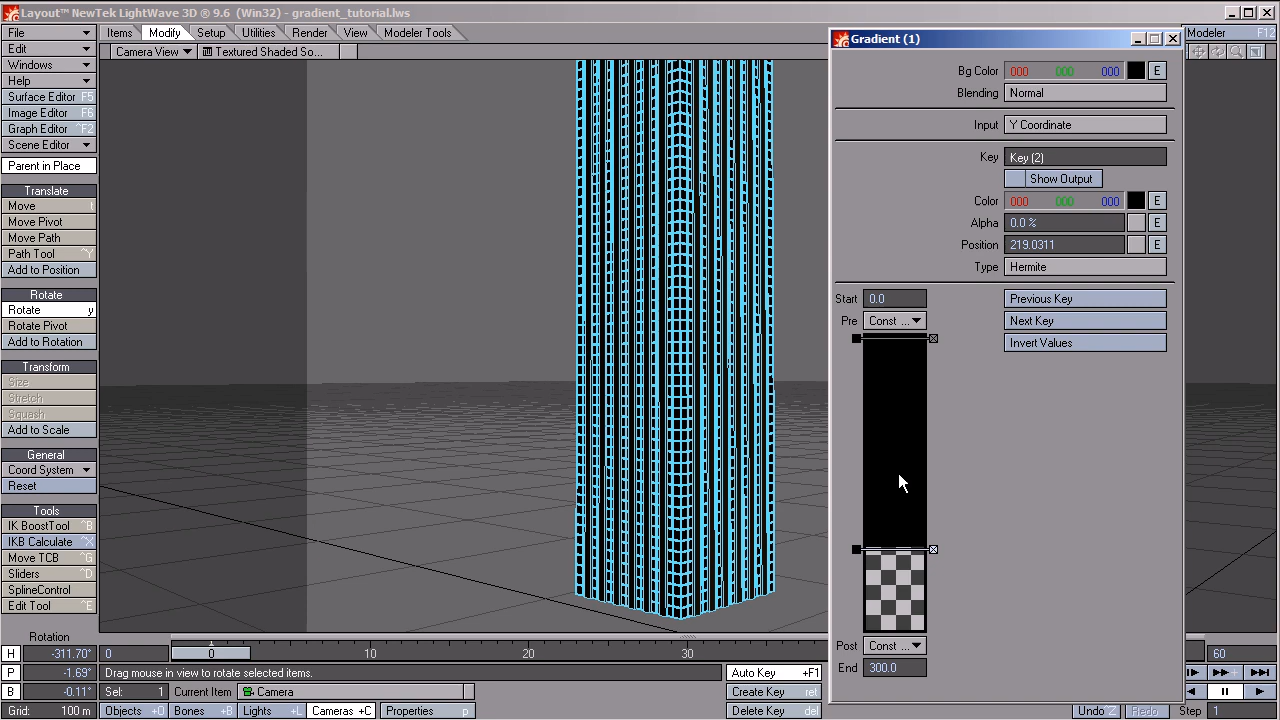 Layout™ NewTek LightWave 3D ® 9.6 (Win32) - gradient_tutorial.lws
File
Items
Modify
Setup
Utilities
Render
View
Modeler Tools
Modeler F12
Edit
Camera View
Textured Shaded So...
Windows
Help
Surface Editor F5
Image Editor F6
Graph Editor ^F2
Scene Editor
Parent in Place
Translate
Move t
Move Pivot
Move Path
Path Tool ^Y
Add to Position
Rotate
Rotate y
Rotate Pivot
Add to Rotation
Transform
Size
Stretch
Squash
Add to Scale
General
Coord System
Reset
Tools
IK BoostTool ^B
IKB Calculate ^X
Move TCB ^G
Sliders ^D
SplineControl
Edit Tool ^E
Gradient (1)
Bg Color 000 000 000 E
Blending Normal
Input Y Coordinate
Key Key (2)
Show Output
Color 000 000 000 E
Alpha 0.0 % E
Position 219.0311 E
Type Hermite
Start 0.0
Previous Key
Pre Const ...
Next Key
Invert Values
Post Const ...
End 300.0
Rotation
H -311.70° 0 0 10 20 30 60
P -1.69° Drag mouse in view to rotate selected items. Auto Key +F1
B -0.11° Sel: 1 Current Item Camera Create Key ret
Grid: 100 m Objects +O Bones +B Lights +L Cameras +C Properties p Delete Key del Undo ^Z Redo Step 1